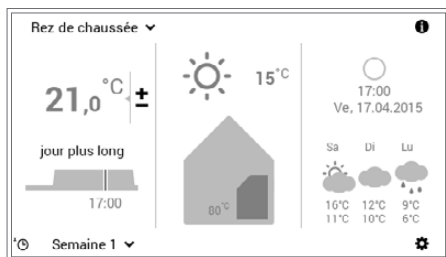 Rez de chaussée
21,0 °C ±
jour plus long
17:00
Semaine 1
15°C
80°C
17:00
Ve, 17.04.2015
Sa Di Lu
16°C 12°C 9°C
11°C 10°C 6°C